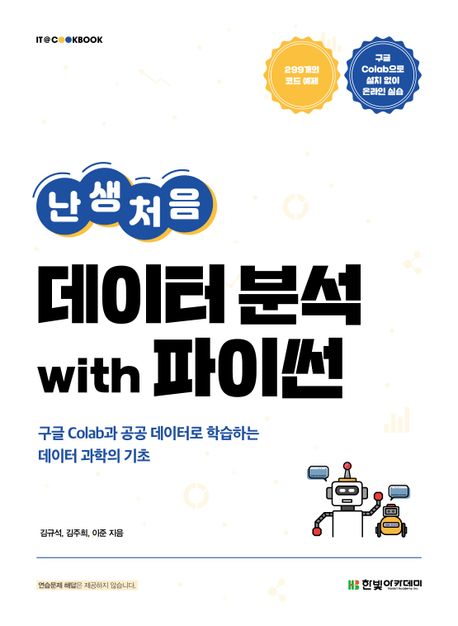 IT@COOKBOOK
299개의
코드 예제
구글
Colab으로
설치 없이
온라인 실습
난생처음
데이터 분석
with 파이썬
구글 Colab과 공공 데이터로 학습하는
데이터 과학의 기초
김규석, 김주희, 이준 지음
연습문제 해답은 제공하지 않습니다.
HB 한빛아카데미
Hanbit Academy, Inc.